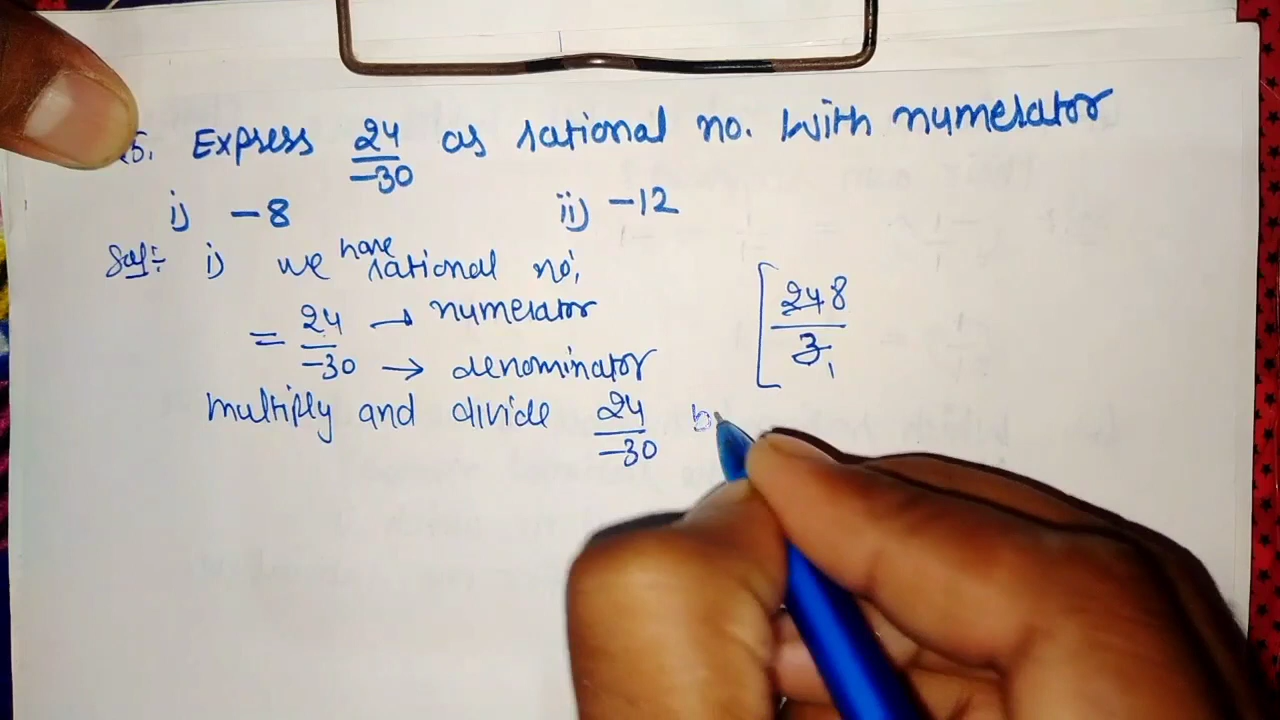 5. Express 24/-30 as rational no. with numerator
i) -8 ii) -12
Sol:- i) we have rational no;
= 24/-30 → numerator → denominator
[ 24 8 / 3 1
multiply and divide 24/-30 b